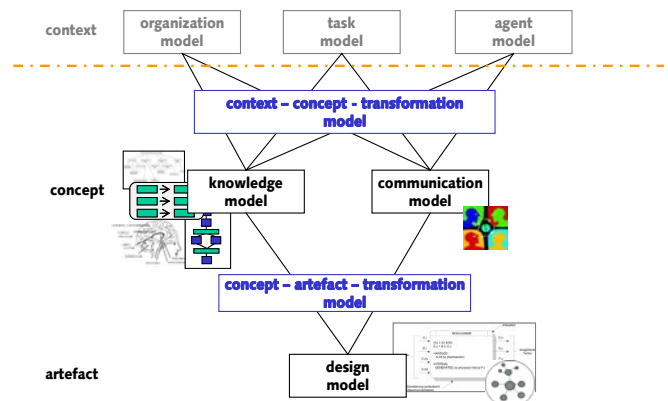 context
organization
model
task
model
agent
model
context – concept - transformation
model
concept
knowledge
model
communication
model
concept – artefact – transformation
model
artefact
design
model